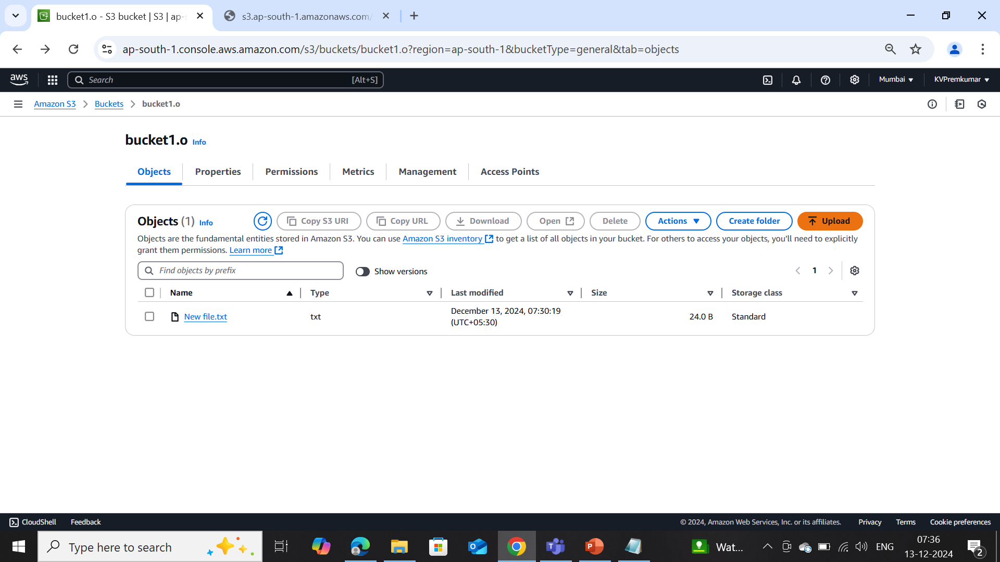 bucket1.o - S3 bucket | S3 | ap-
s3.ap-south-1.amazonaws.com/
ap-south-1.console.aws.amazon.com/s3/buckets/bucket1.o?region=ap-south-1&bucketType=general&tab=objects
aws
Search
[Alt+S]
Mumbai
KVPremkumar
Amazon S3
Buckets
bucket1.o
bucket1.o Info
Objects
Properties
Permissions
Metrics
Management
Access Points
Objects (1) Info
Copy S3 URI
Copy URL
Download
Open
Delete
Actions
Create folder
Upload
Objects are the fundamental entities stored in Amazon S3. You can use Amazon S3 inventory to get a list of all objects in your bucket. For others to access your objects, you’ll need to explicitly
grant them permissions. Learn more
Find objects by prefix
Show versions
1
Name
Type
Last modified
Size
Storage class
New file.txt
txt
December 13, 2024, 07:30:19
(UTC+05:30)
24.0 B
Standard
CloudShell
Feedback
© 2024, Amazon Web Services, Inc. or its affiliates.
Privacy
Terms
Cookie preferences
Type here to search
Wat...
ENG
07:36
13-12-2024
2